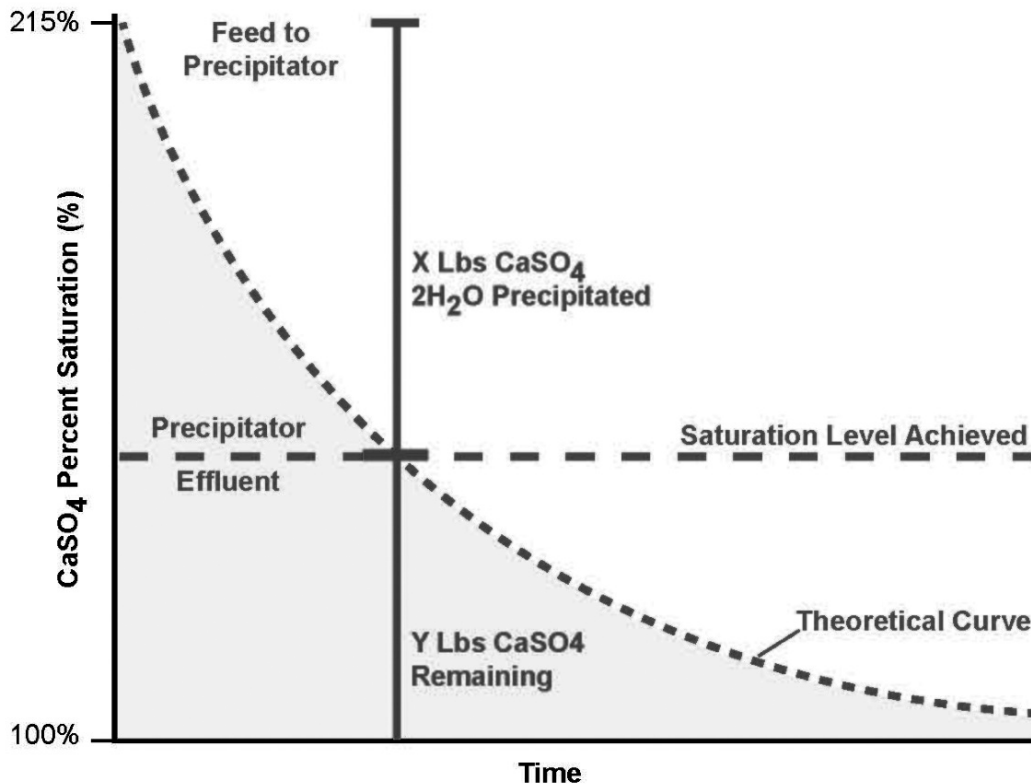 215%
Feed to
Precipitator
CaSO₄ Percent Saturation (%)
X Lbs CaSO₄
2H₂O Precipitated
Precipitator
Effluent
Saturation Level Achieved
Theoretical Curve
Y Lbs CaSO4
Remaining
100%
Time